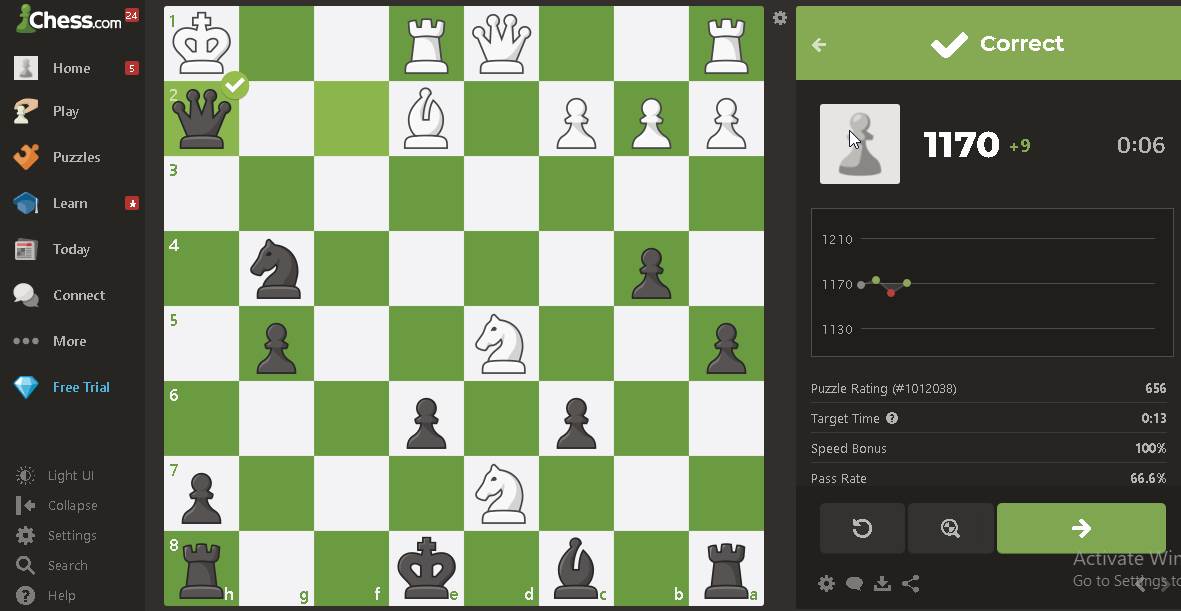 Chess.com 24
Home 5
Play
Puzzles
Learn
Today
Connect
More
Free Trial
Light UI
Collapse
Settings
Search
Help
1
2
3
4
5
6
7
8
h g f e d c b a
Correct
1170 +9 0:06
1210
1170
1130
Puzzle Rating (#1012038) 656
Target Time ? 0:13
Speed Bonus 100%
Pass Rate 66.6%
Activate Win
Go to Settings to